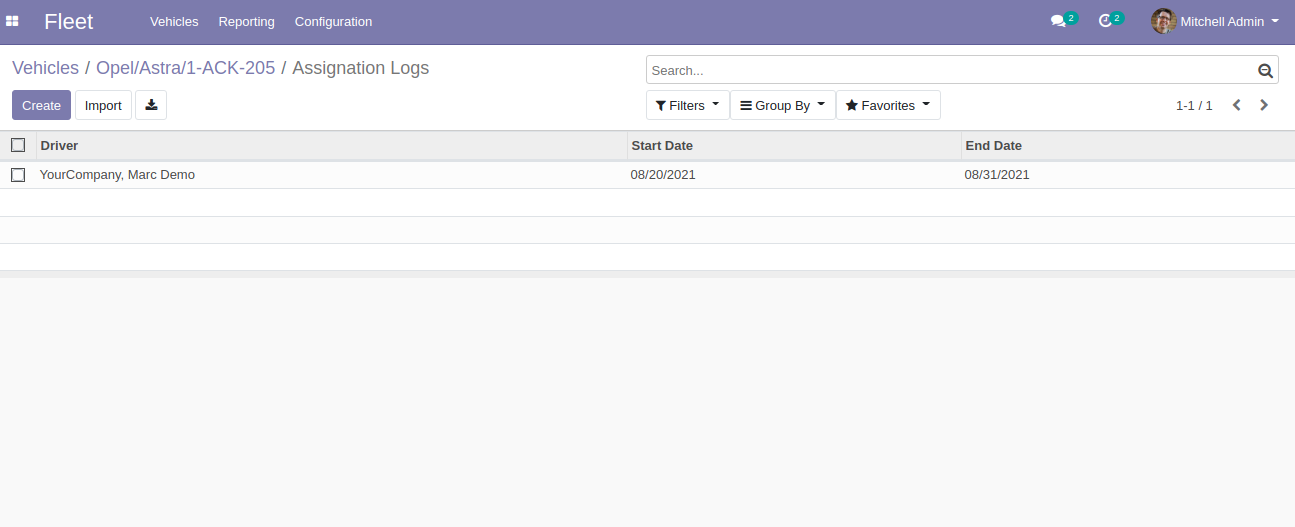 Fleet Vehicles Reporting Configuration 2 2 Mitchell Admin
Vehicles / Opel/Astra/1-ACK-205 / Assignation Logs
Search...
Create Import Filters Group By Favorites 1-1 / 1
Driver Start Date End Date
YourCompany, Marc Demo 08/20/2021 08/31/2021